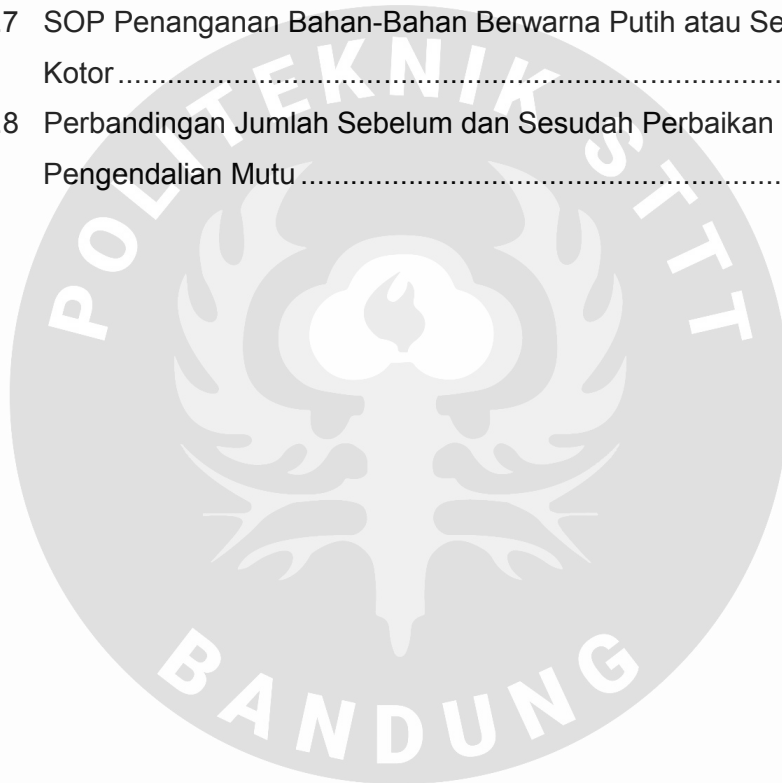 .7 SOP Penanganan Bahan-Bahan Berwarna Putih atau Se
Kotor ....................................................................................
.8 Perbandingan Jumlah Sebelum dan Sesudah Perbaikan
Pengendalian Mutu ..............................................................
POLITEKNIK STTT
BANDUNG